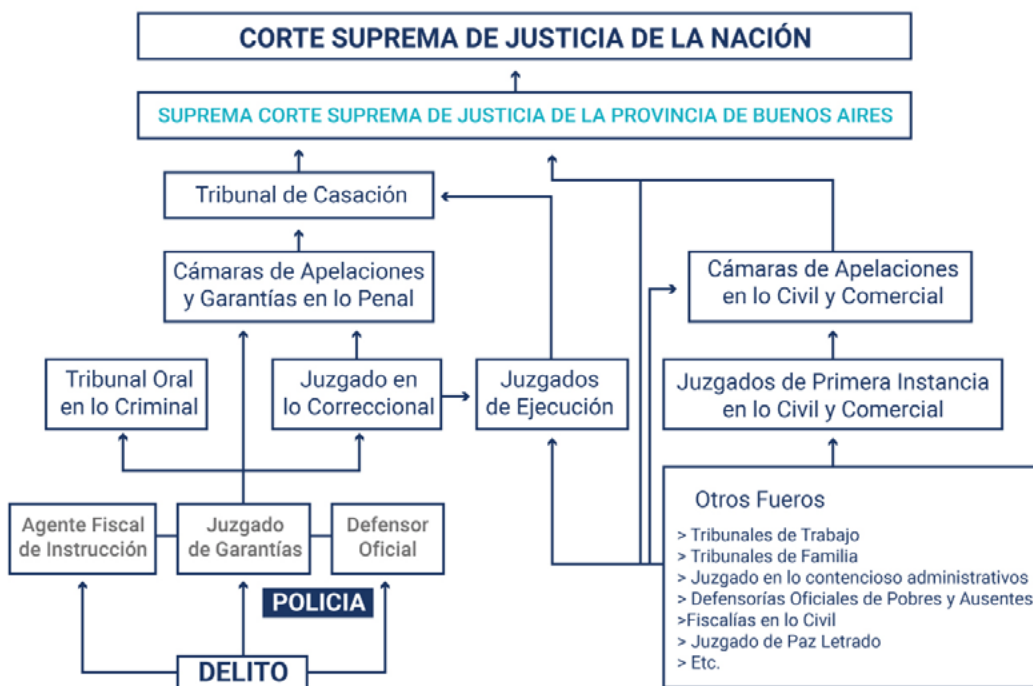 CORTE SUPREMA DE JUSTICIA DE LA NACIÓN
SUPREMA CORTE SUPREMA DE JUSTICIA DE LA PROVINCIA DE BUENOS AIRES
Tribunal de Casación
Cámaras de Apelaciones
y Garantías en lo Penal
Cámaras de Apelaciones
en lo Civil y Comercial
Tribunal Oral
en lo Criminal
Juzgado en
lo Correccional
Juzgados
de Ejecución
Juzgados de Primera Instancia
en lo Civil y Comercial
Agente Fiscal
de Instrucción
Juzgado
de Garantías
Defensor
Oficial
POLICIA
DELITO
Otros Fueros
> Tribunales de Trabajo
> Tribunales de Familia
> Juzgado en lo contencioso administrativos
> Defensorías Oficiales de Pobres y Ausentes
>Fiscalías en lo Civil
> Juzgado de Paz Letrado
> Etc.